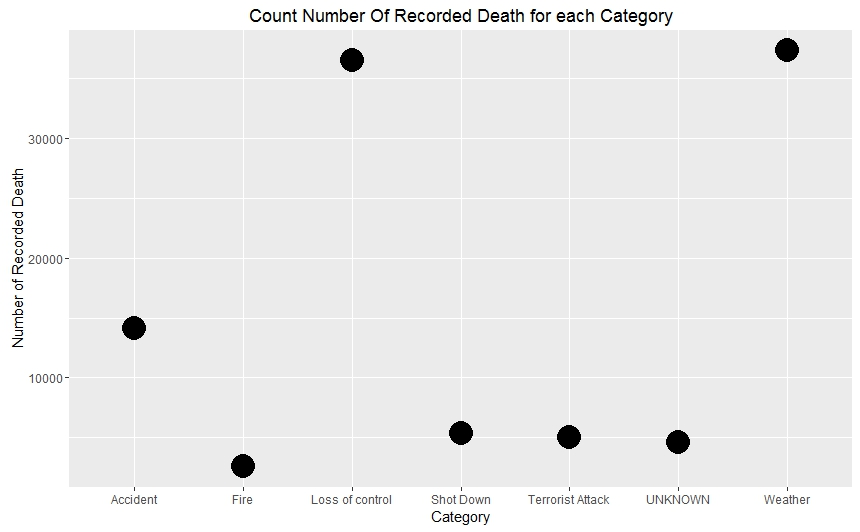 Count Number Of Recorded Death for each Category
Number of Recorded Death
30000
20000
10000
Accident
Fire
Loss of control
Shot Down
Terrorist Attack
UNKNOWN
Weather
Category